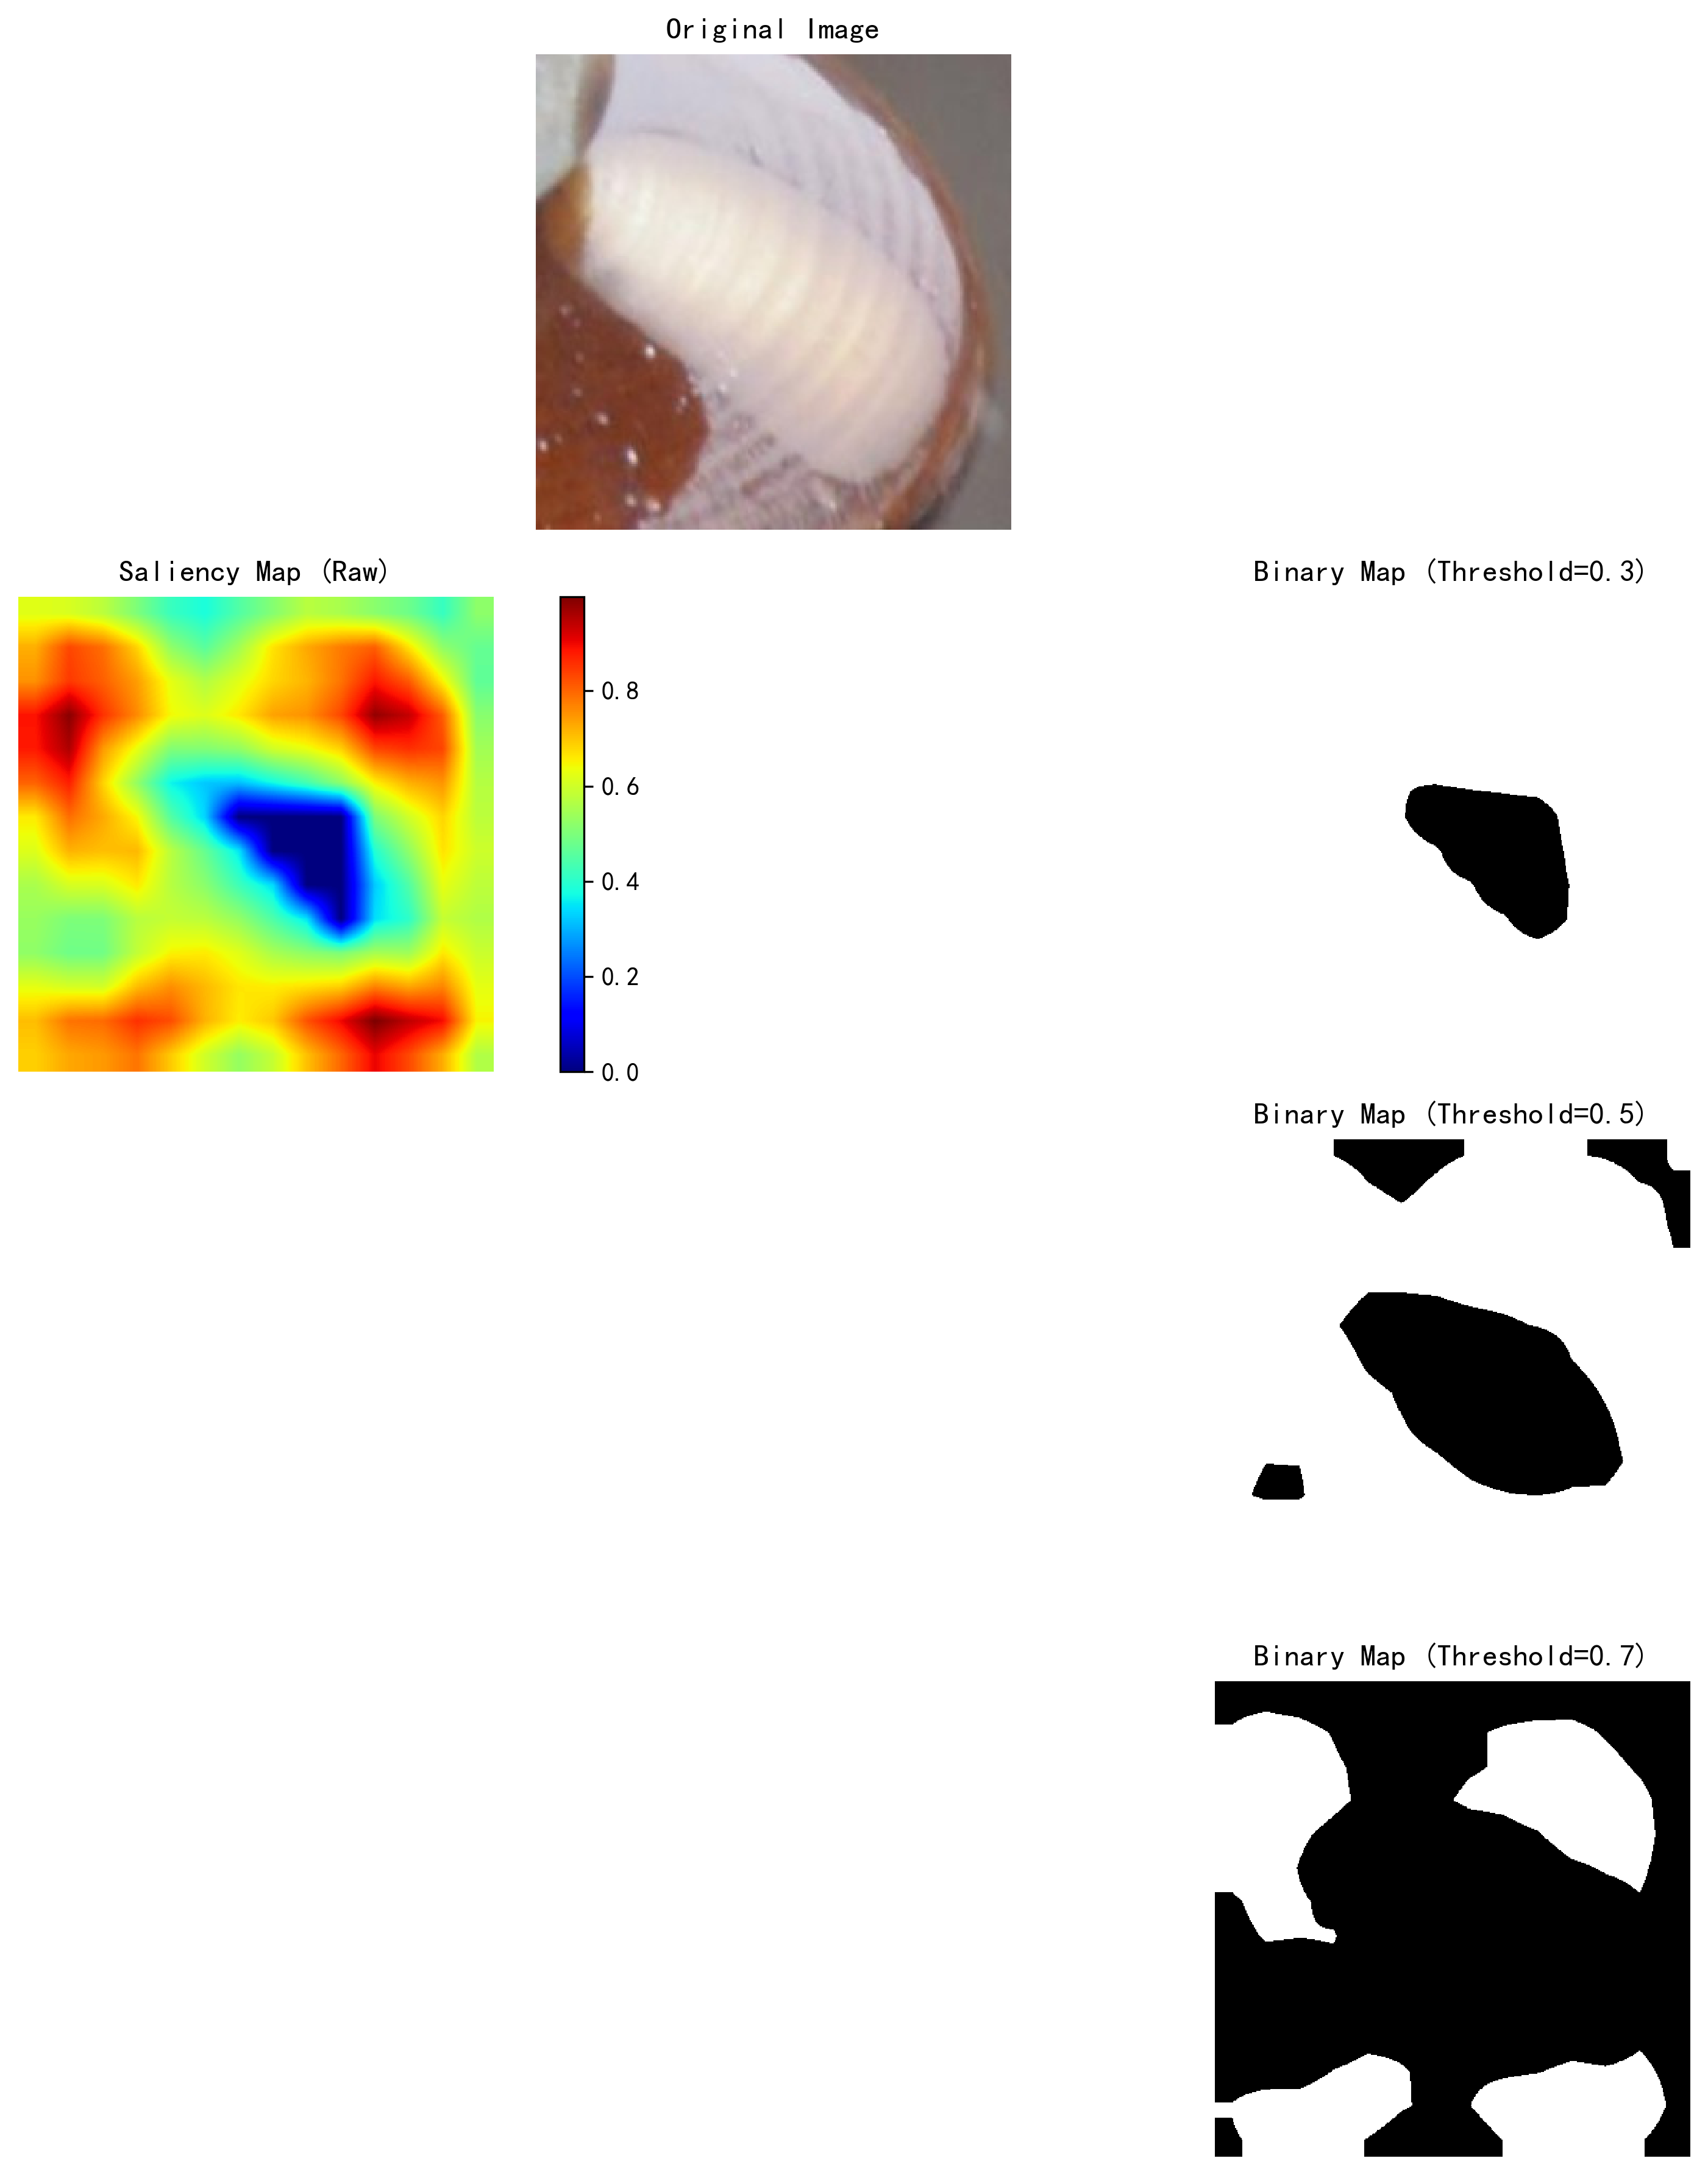 Original Image
Saliency Map (Raw)
Binary Map (Threshold=0.3)
0.8
0.6
0.4
0.2
0.0
Binary Map (Threshold=0.5)
Binary Map (Threshold=0.7)